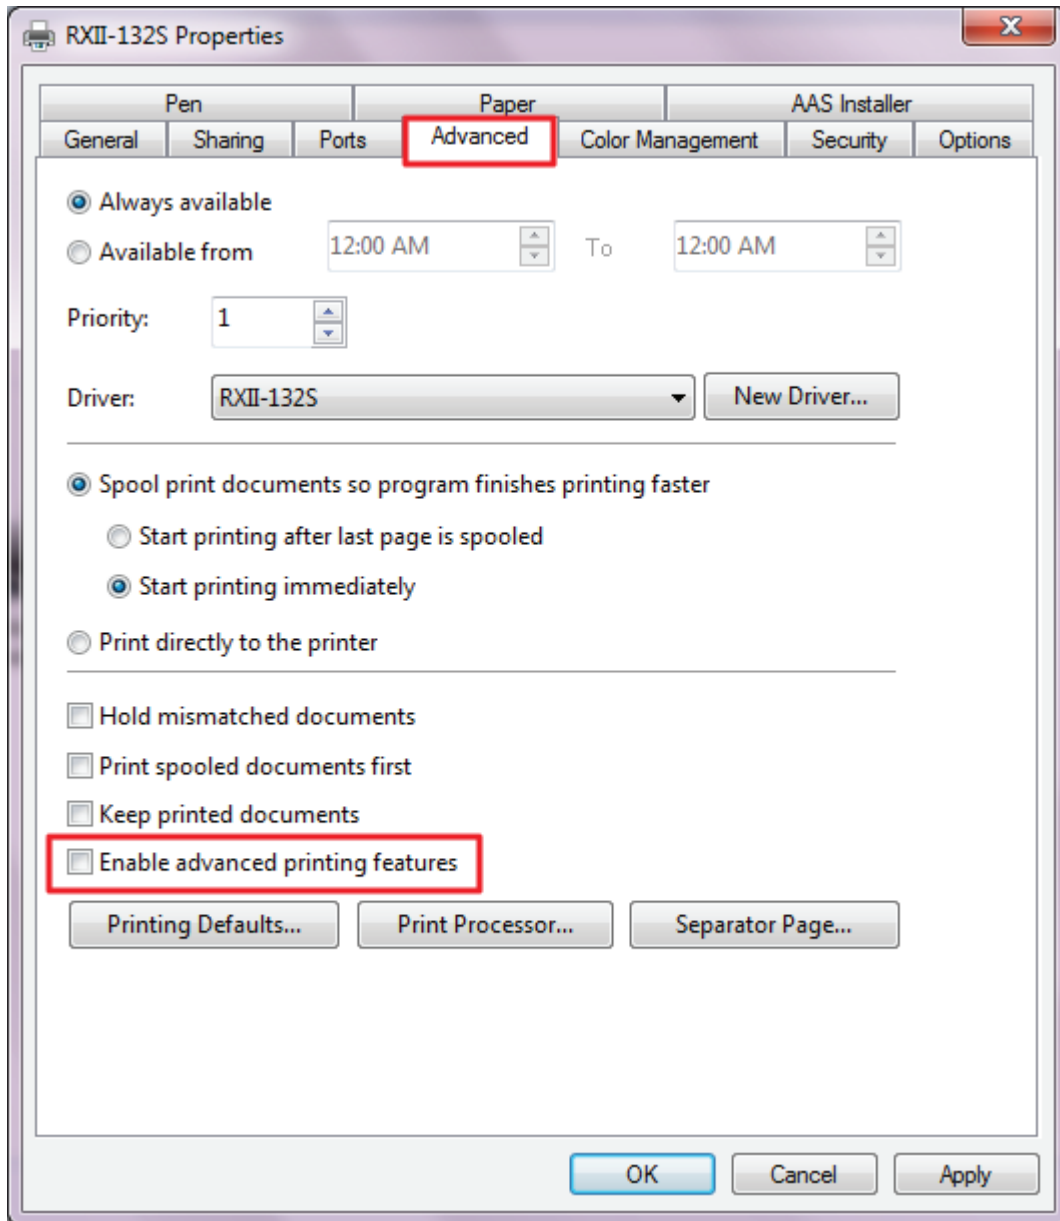 RXII-132S Properties
X
Pen Paper AAS Installer
General Sharing Ports Advanced Color Management Security Options
Always available
Available from 12:00 AM To 12:00 AM
Priority: 1
Driver: RXII-132S New Driver...
Spool print documents so program finishes printing faster
Start printing after last page is spooled
Start printing immediately
Print directly to the printer
Hold mismatched documents
Print spooled documents first
Keep printed documents
Enable advanced printing features
Printing Defaults... Print Processor... Separator Page...
OK Cancel Apply